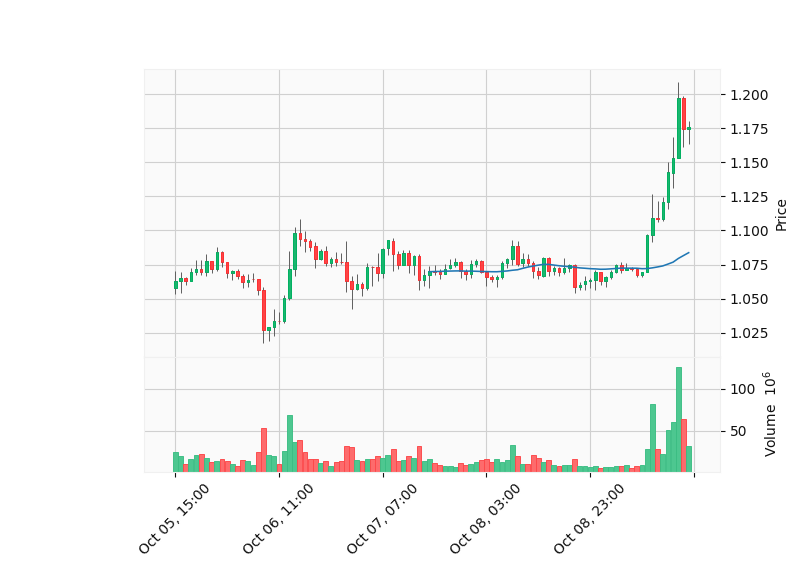 1.200
1.175
1.150
1.125
1.100
1.075
1.050
1.025
Price
100
50
Volume 10^6
Oct 05, 15:00
Oct 06, 11:00
Oct 07, 07:00
Oct 08, 03:00
Oct 08, 23:00